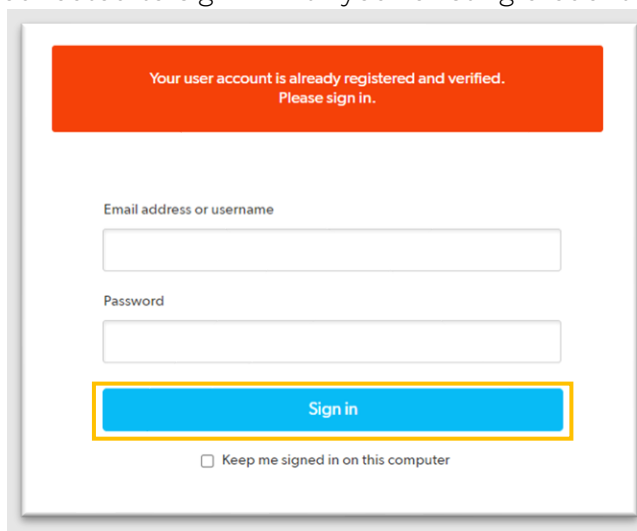 Your user account is already registered and verified.
Please sign in.
Email address or username
Password
Sign in
Keep me signed in on this computer